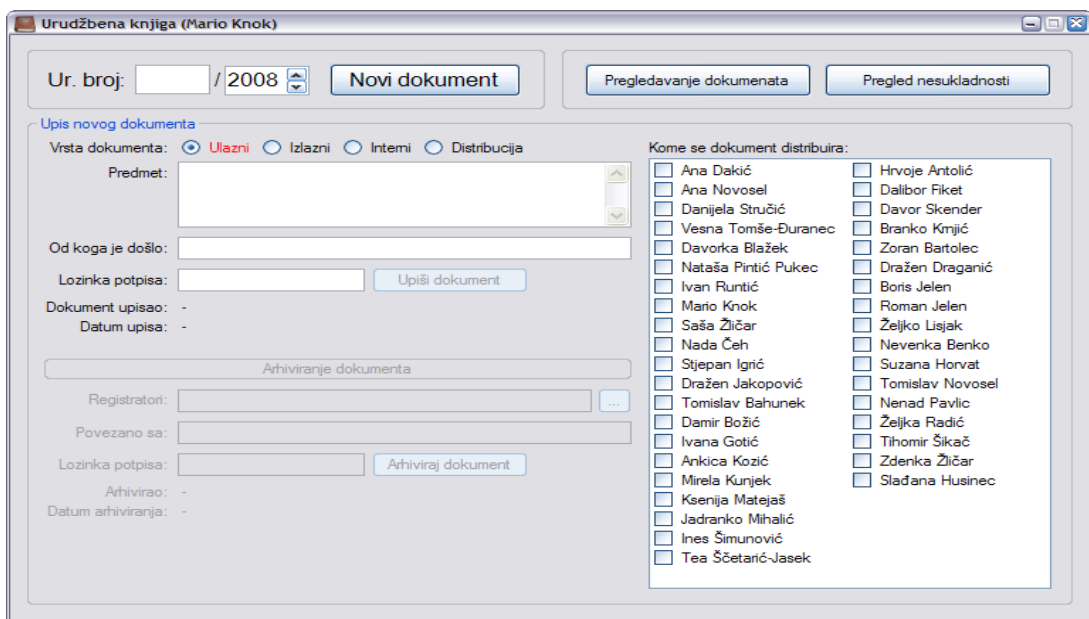 Urudžbena knjiga (Mario Knok)
Ur. broj: / 2008 Novi dokument
Pregledavanje dokumenata Pregled nesukladnosti
Upis novog dokumenta
Vrsta dokumenta: Ulazni Izlazni Interni Distribucija
Predmet:
Od koga je došlo:
Lozinka potpisa: Upiši dokument
Dokument upisao: -
Datum upisa: -
Arhiviranje dokumenta
Registratori: ...
Povezano sa:
Lozinka potpisa: Arhiviraj dokument
Arhivirao: -
Datum arhiviranja: -
Kome se dokument distribuira:
Ana Dakić
Ana Novosel
Danijela Stručić
Vesna Tomše-Đuranec
Davorka Blažek
Nataša Pintić Pukec
Ivan Runtić
Mario Knok
Saša Žličar
Nada Čeh
Stjepan Igrić
Dražen Jakopović
Tomislav Bahunek
Damir Božić
Ivana Gotić
Ankica Kozić
Mirela Kunjek
Ksenija Matejaš
Jadranko Mihalić
Ines Šimunović
Tea Ščetarić-Jasek
Hrvoje Antolić
Dalibor Fiket
Davor Skender
Branko Krnjić
Zoran Bartolec
Dražen Draganić
Boris Jelen
Roman Jelen
Željko Lisjak
Nevenka Benko
Suzana Horvat
Tomislav Novosel
Nenad Pavlic
Željka Radić
Tihomir Šikač
Zdenka Žličar
Slađana Husinec